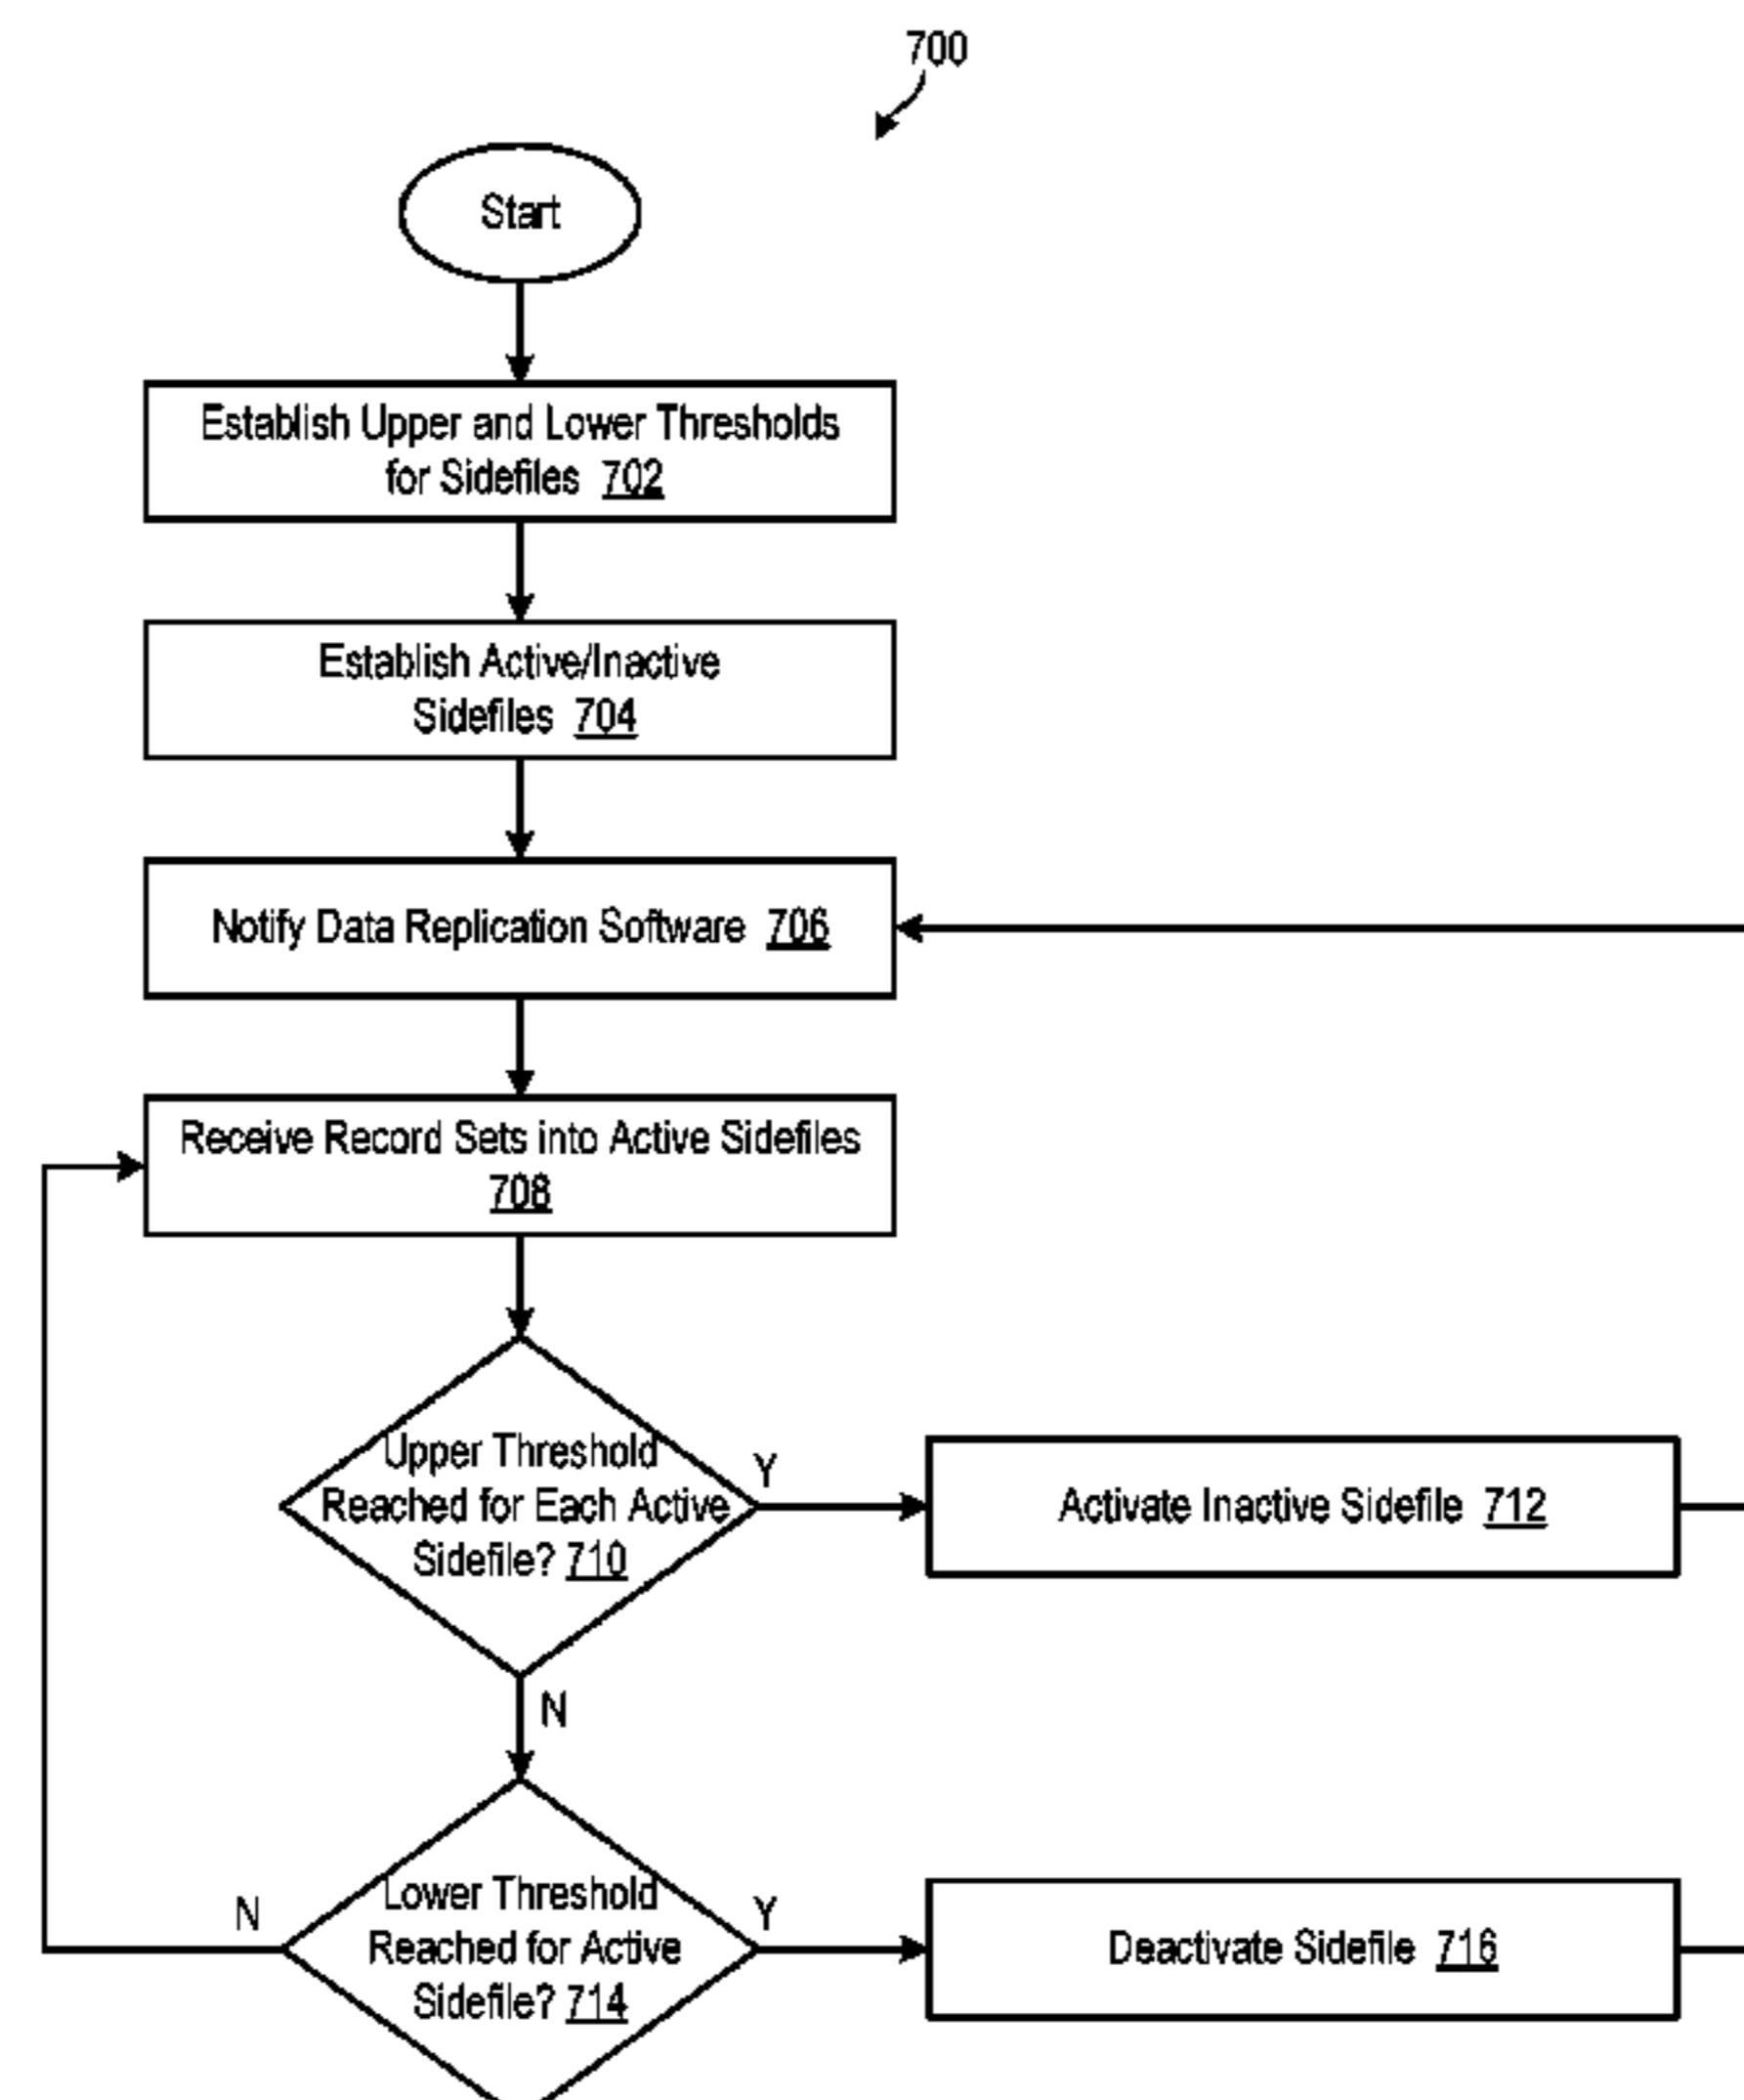 700
Start
Establish Upper and Lower Thresholds
for Sidefiles 702
Establish Active/Inactive
Sidefiles 704
Notify Data Replication Software 706
Receive Record Sets into Active Sidefiles
708
Upper Threshold
Reached for Each Active
Sidefile? 710
Y
Activate Inactive Sidefile 712
N
Lower Threshold
Reached for Active
Sidefile? 714
N
Y
Deactivate Sidefile 716